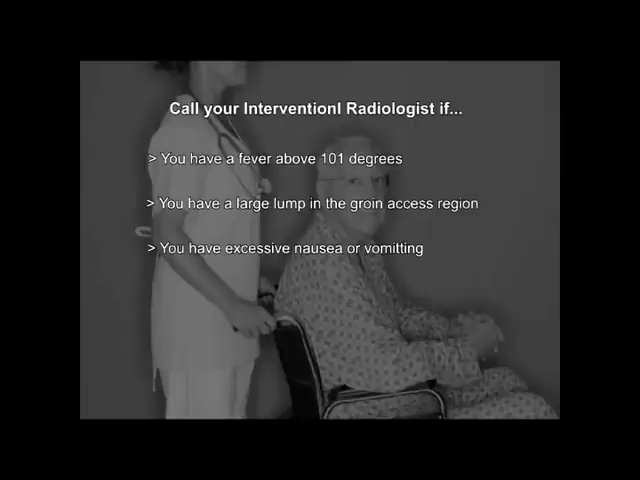 Call your Interventionl Radiologist if...
> You have a fever above 101 degrees
> You have a large lump in the groin access region
> You have excessive nausea or vomitting